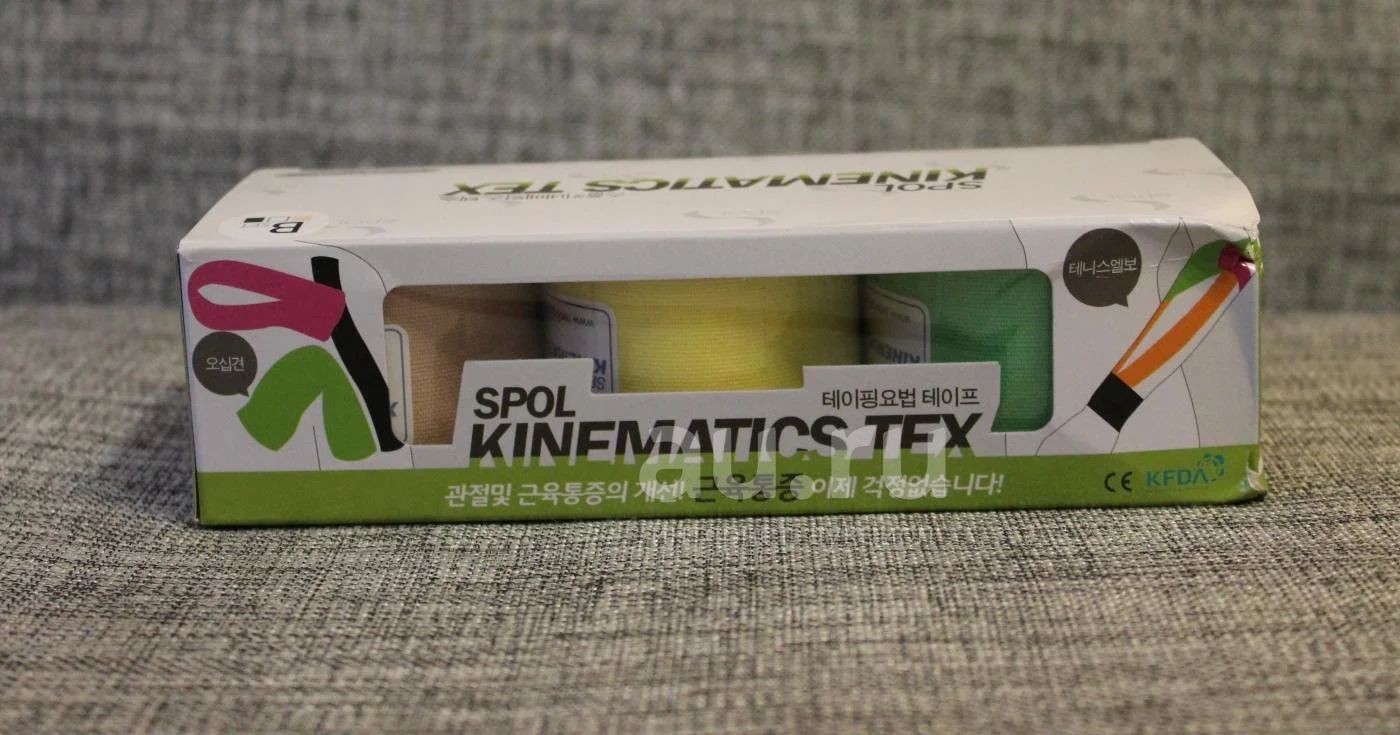 SPOL
KINEMATICS TEX
B
테니스엘보
오십견
SPOL
테이핑요법 테이프
KINEMATICS TEX
관절및 근육통증의 개선! 근육통증 이제 걱정없습니다!
CE KFDA
au.ru